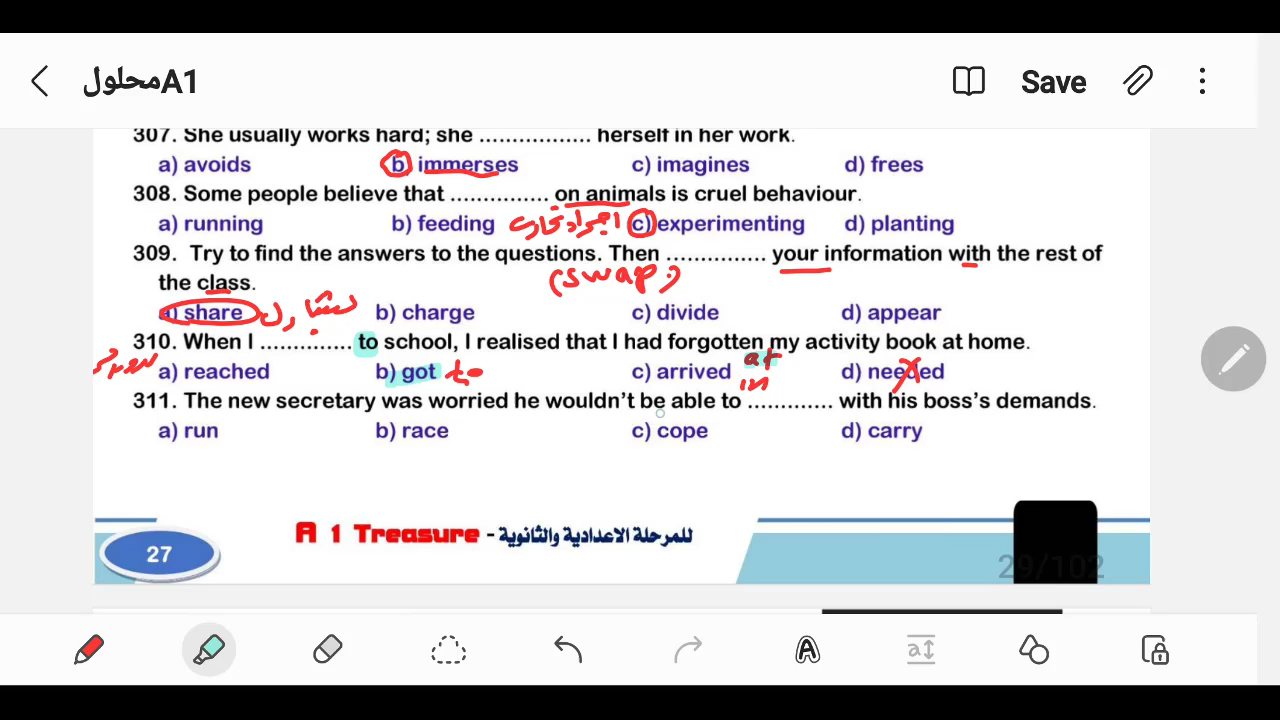 محلولA1
Save
307. She usually works hard; she ................. herself in her work.
a) avoids b) immerses c) imagines d) frees
308. Some people believe that ............... on animals is cruel behaviour.
a) running b) feeding c) experimenting d) planting
309. Try to find the answers to the questions. Then ............... your information with the rest of
(swap)
the class.
a) share b) charge c) divide d) appear
310. When I .............. to school, I realised that I had forgotten my activity book at home.
at
a) reached b) got to c) arrived in d) needed
311. The new secretary was worried he wouldn't be able to ............. with his boss's demands.
a) run b) race c) cope d) carry
27
A 1 Treasure - للمرحلة الاعدادية والثانوية
29/102